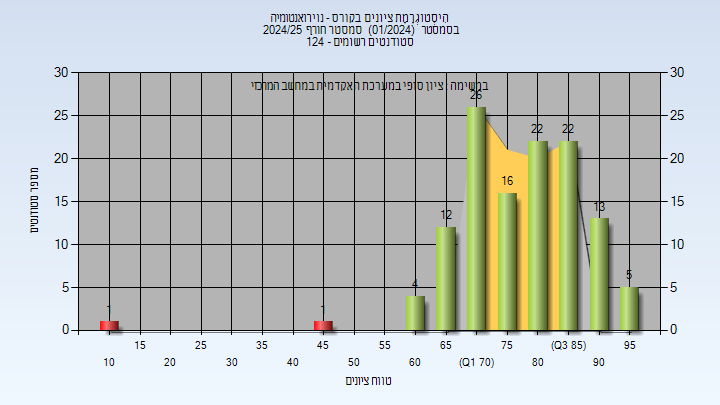 היסטוגרמת ציונים בקורס - נוירואנטומיה
בסמסטר (01/2024) סמסטר חורף 2024/25
סטודנטים רשומים - 124
במשימה : ציון סופי במערכת האקדמית במחשב המרכזי
מספר סטודנטים
30 30
25 25
20 20
15 15
10 10
5 5
0 0
1 1 4 12 26 16 22 22 13 5
15 25 35 45 55 65 75 (Q3 85) 95
10 20 30 40 50 60 (Q1 70) 80 90
טווח ציונים